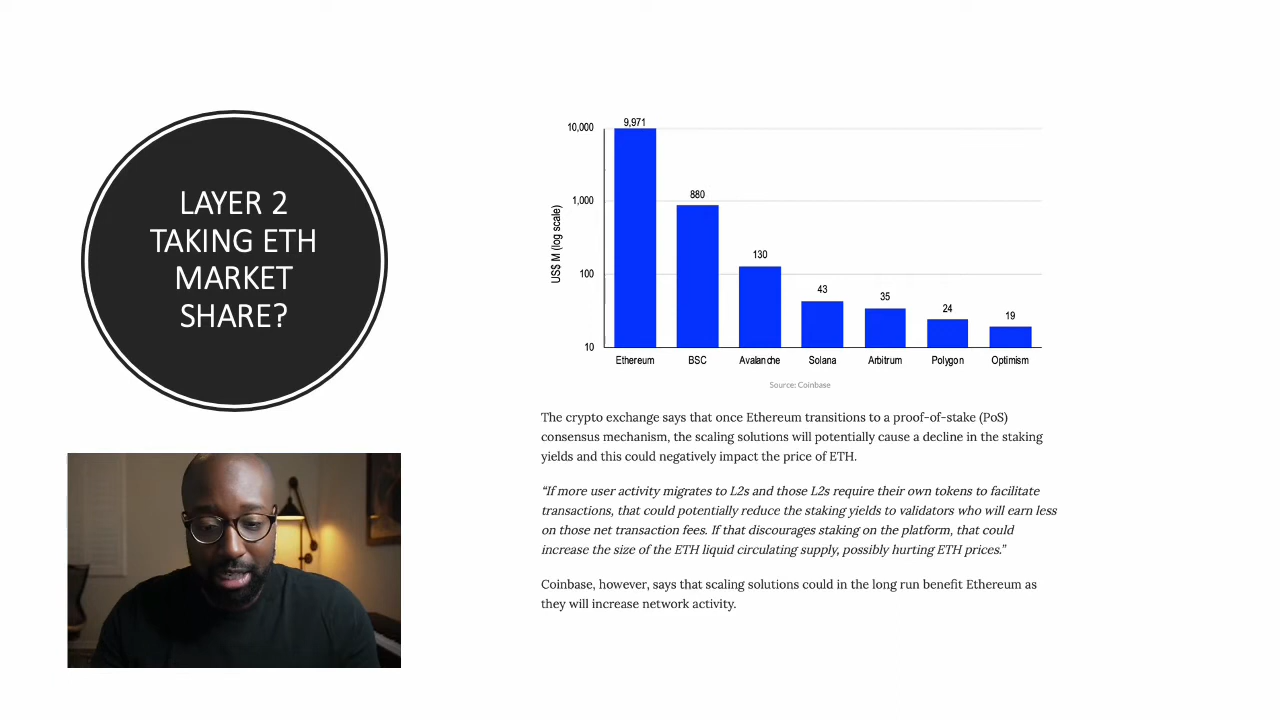 LAYER 2
TAKING ETH
MARKET
SHARE?
US$ M (log scale)
10,000
1,000
100
10
9,971
880
130
43
35
24
19
Ethereum
BSC
Avalanche
Solana
Arbitrum
Polygon
Optimism
Source: Coinbase
The crypto exchange says that once Ethereum transitions to a proof-of-stake (PoS)
consensus mechanism, the scaling solutions will potentially cause a decline in the staking
yields and this could negatively impact the price of ETH.
“If more user activity migrates to L2s and those L2s require their own tokens to facilitate
transactions, that could potentially reduce the staking yields to validators who will earn less
on those net transaction fees. If that discourages staking on the platform, that could
increase the size of the ETH liquid circulating supply, possibly hurting ETH prices.”
Coinbase, however, says that scaling solutions could in the long run benefit Ethereum as
they will increase network activity.